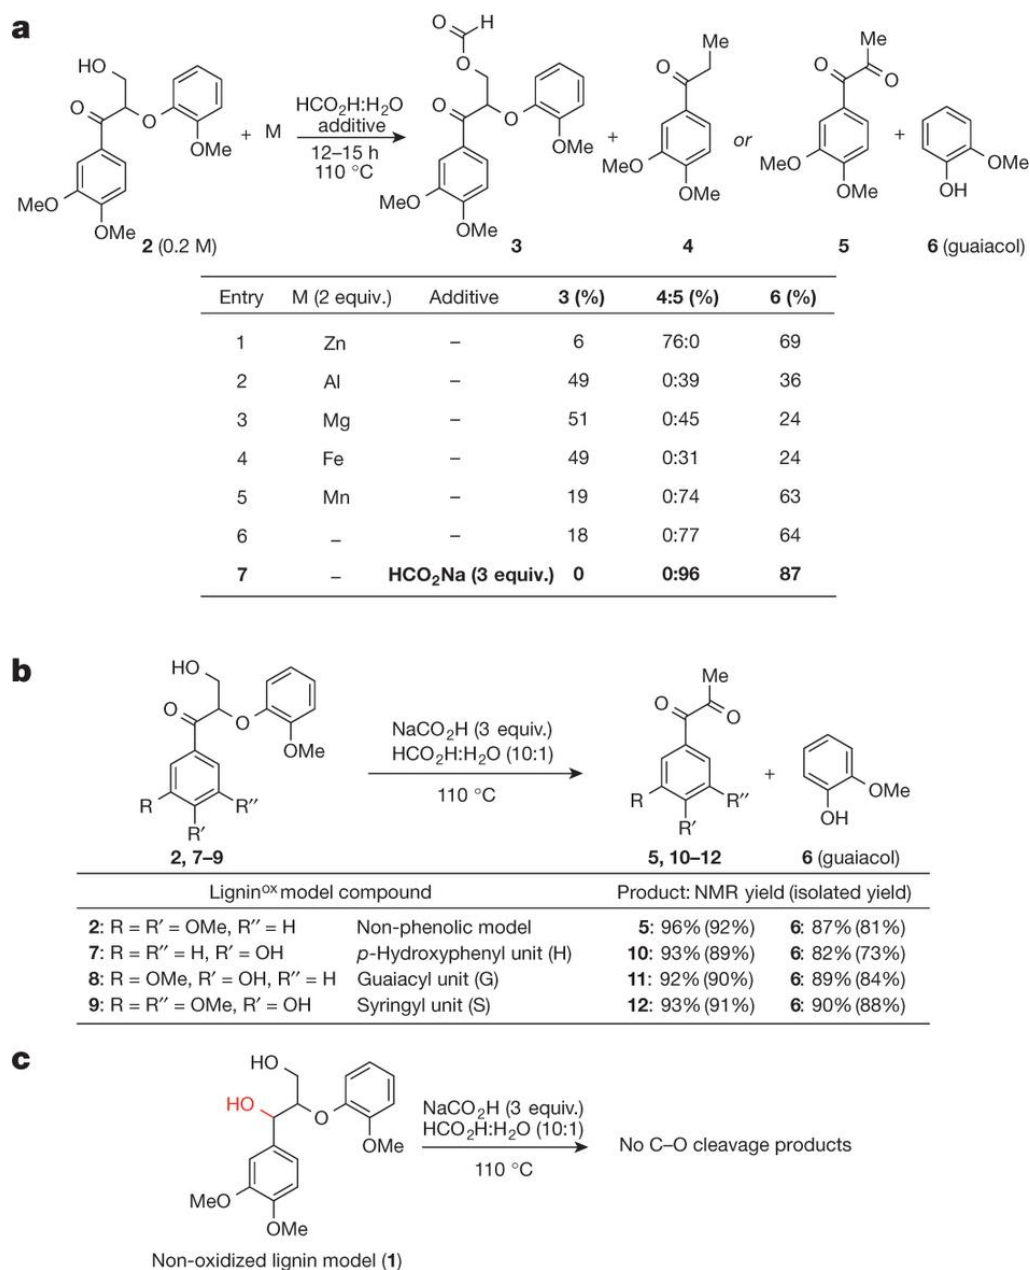 a
HO
O
O
OMe
MeO
OMe
2 (0.2 M)
+ M
HCO₂H:H₂O
additive
12–15 h
110 °C
O
H
O
O
O
OMe
MeO
OMe
3
+
Me
O
MeO
OMe
4
or
Me
O
O
MeO
OMe
5
+
OMe
OH
6 (guaiacol)
Entry M (2 equiv.) Additive 3 (%) 4:5 (%) 6 (%)
1 Zn – 6 76:0 69
2 Al – 49 0:39 36
3 Mg – 51 0:45 24
4 Fe – 49 0:31 24
5 Mn – 19 0:74 63
6 – – 18 0:77 64
7 – HCO₂Na (3 equiv.) 0 0:96 87
b
HO
O
O
OMe
R
R″
R′
2, 7–9
NaCO₂H (3 equiv.)
HCO₂H:H₂O (10:1)
110 °C
Me
O
O
R
R″
R′
5, 10–12
+
OMe
OH
6 (guaiacol)
Ligninᵒˣ model compound Product: NMR yield (isolated yield)
2: R = R′ = OMe, R″ = H Non-phenolic model 5: 96% (92%) 6: 87% (81%)
7: R = R″ = H, R′ = OH p-Hydroxyphenyl unit (H) 10: 93% (89%) 6: 82% (73%)
8: R = OMe, R′ = OH, R″ = H Guaiacyl unit (G) 11: 92% (90%) 6: 89% (84%)
9: R = R″ = OMe, R′ = OH Syringyl unit (S) 12: 93% (91%) 6: 90% (88%)
c
HO
HO
O
OMe
MeO
OMe
Non-oxidized lignin model (1)
NaCO₂H (3 equiv.)
HCO₂H:H₂O (10:1)
110 °C
No C–O cleavage products